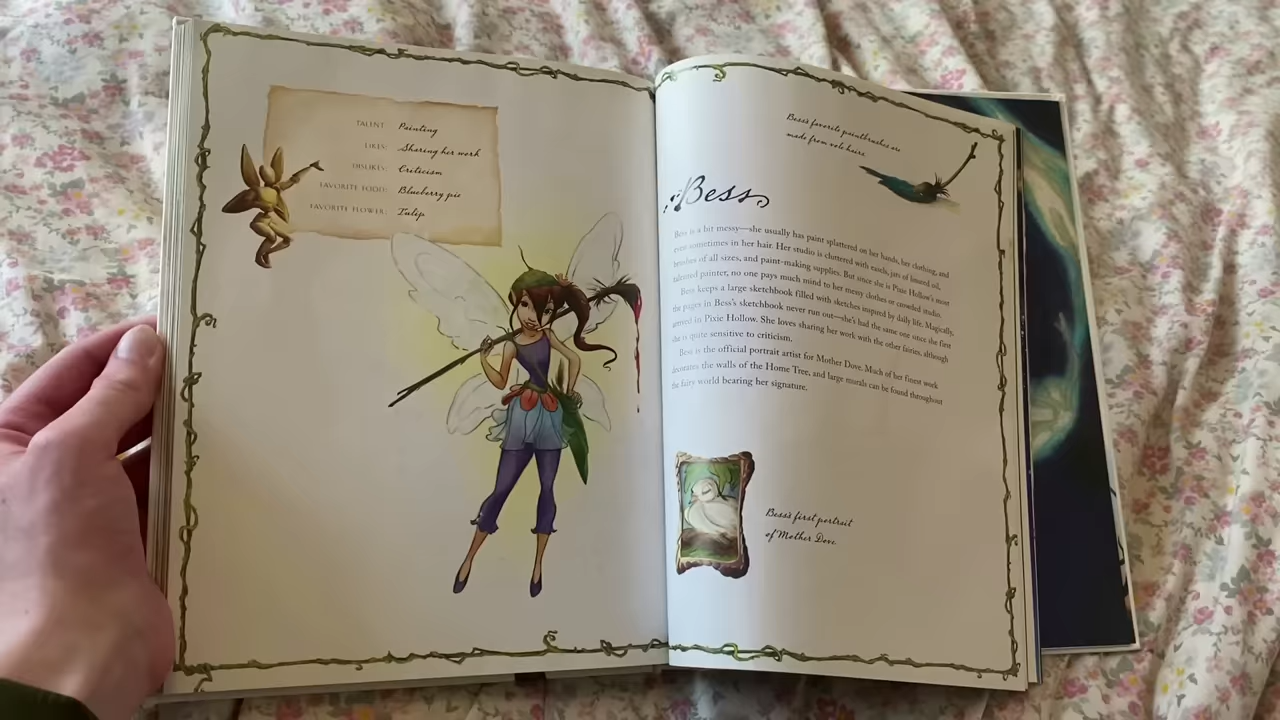 TALENT: Painting
LIKES: Sharing her work
DISLIKES: Criticism
FAVORITE FOOD: Blueberry pie
FAVORITE FLOWER: Tulip
Bess's favorite paintbrushes are
made from vole hairs.
Bess
Bess is a bit messy—she usually has paint splattered on her hands, her clothing, and
even sometimes in her hair. Her studio is cluttered with easels, jars of linseed oil,
brushes of all sizes, and paint-making supplies. But since she is Pixie Hollow's most
talented painter, no one pays much mind to her messy clothes or crowded studio.
Bess keeps a large sketchbook filled with sketches inspired by daily life. Magically,
the pages in Bess's sketchbook never run out—she's had the same one since she first
arrived in Pixie Hollow. She loves sharing her work with the other fairies, although
she is quite sensitive to criticism.
Bess is the official portrait artist for Mother Dove. Much of her finest work
decorates the walls of the Home Tree, and large murals can be found throughout
the fairy world bearing her signature.
Bess's first portrait
of Mother Dove